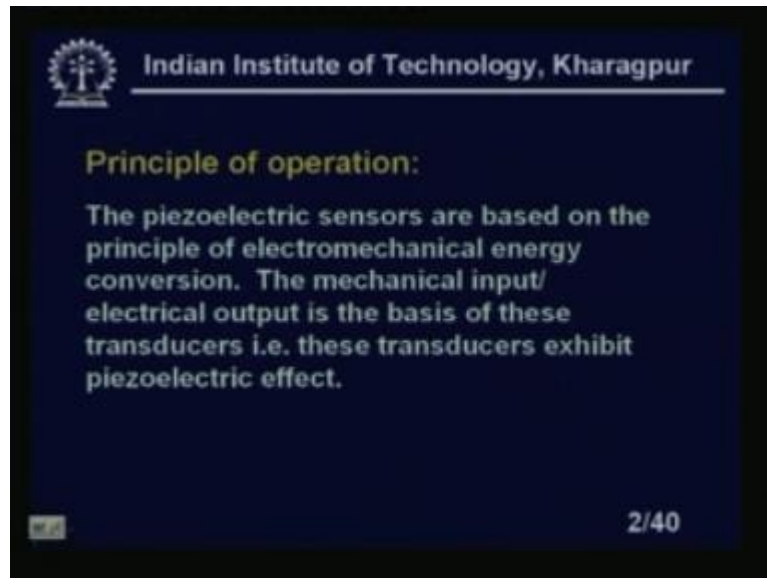 Indian Institute of Technology, Kharagpur
Principle of operation:
The piezoelectric sensors are based on the
principle of electromechanical energy
conversion. The mechanical input/
electrical output is the basis of these
transducers i.e. these transducers exhibit
piezoelectric effect.
2/40